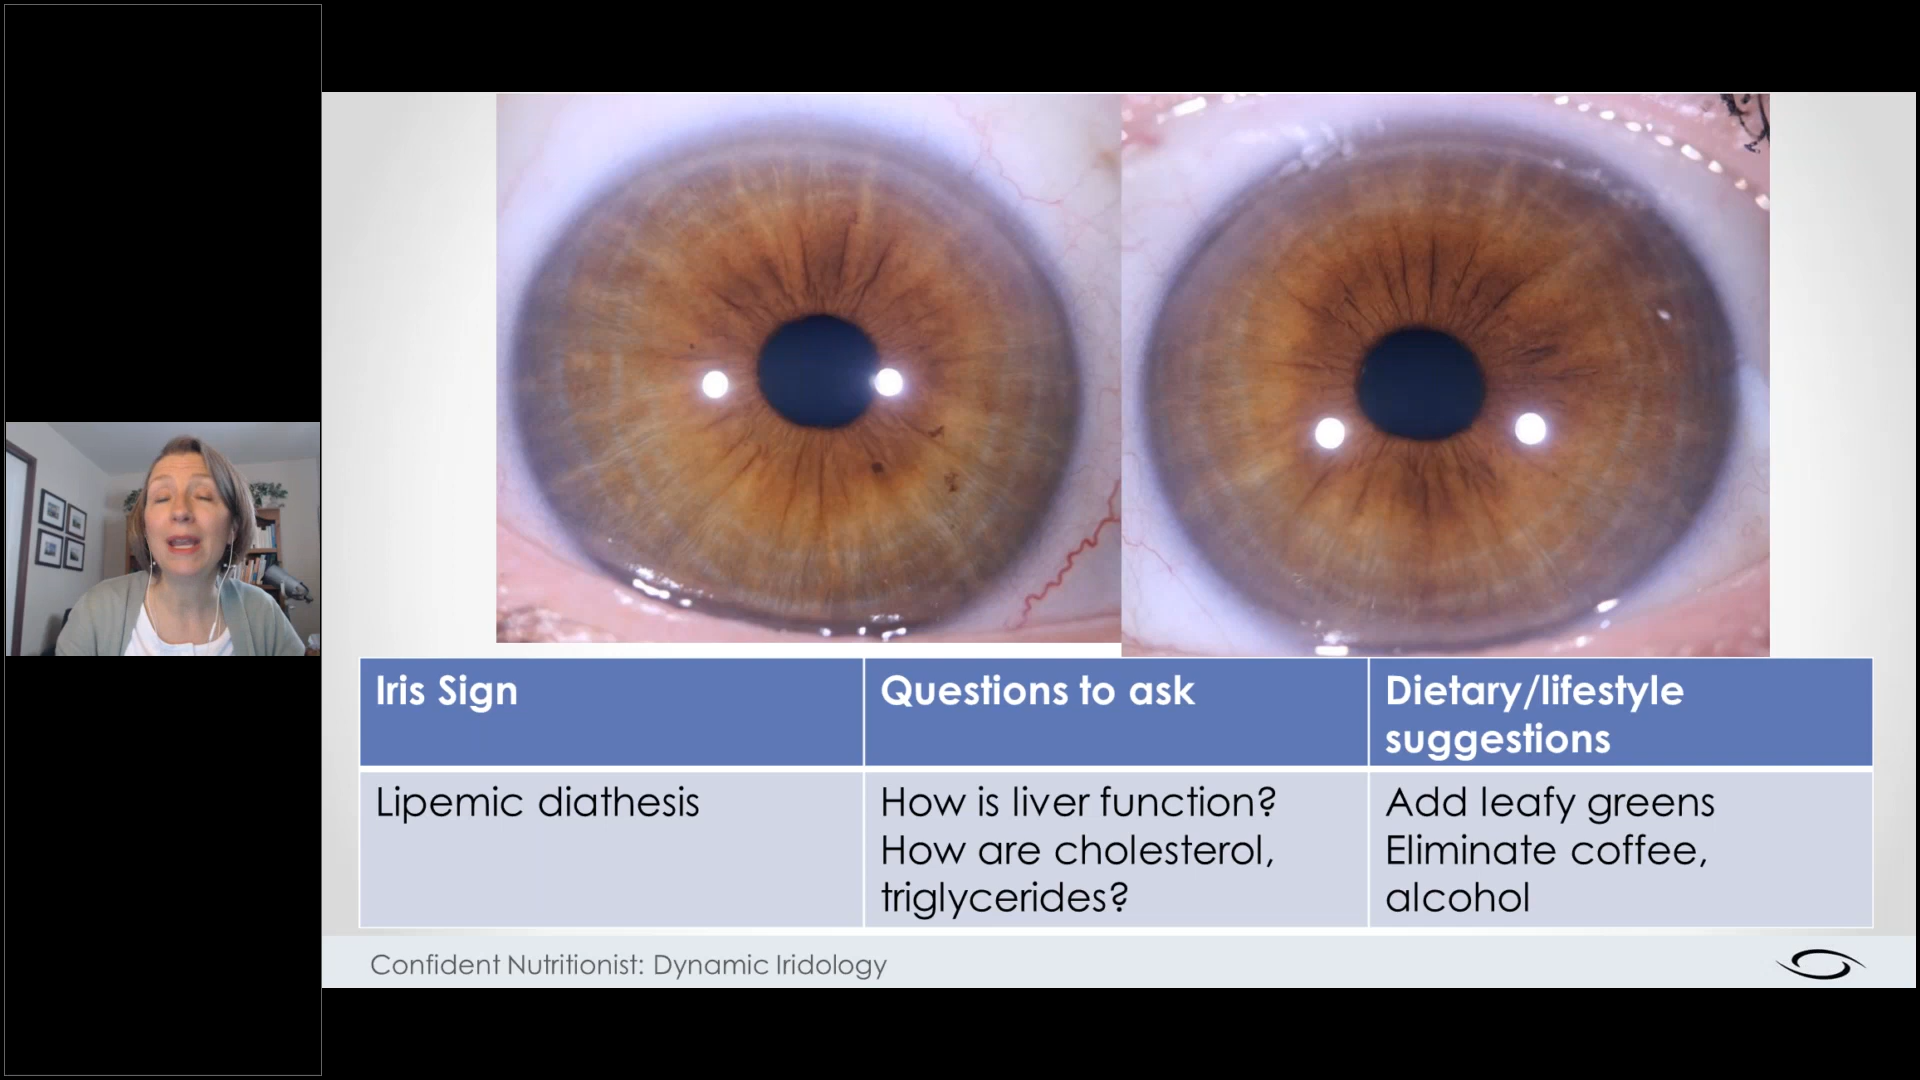 Iris Sign
Questions to ask
Dietary/lifestyle
suggestions
Lipemic diathesis
How is liver function?
How are cholesterol,
triglycerides?
Add leafy greens
Eliminate coffee,
alcohol
Confident Nutritionist: Dynamic Iridology